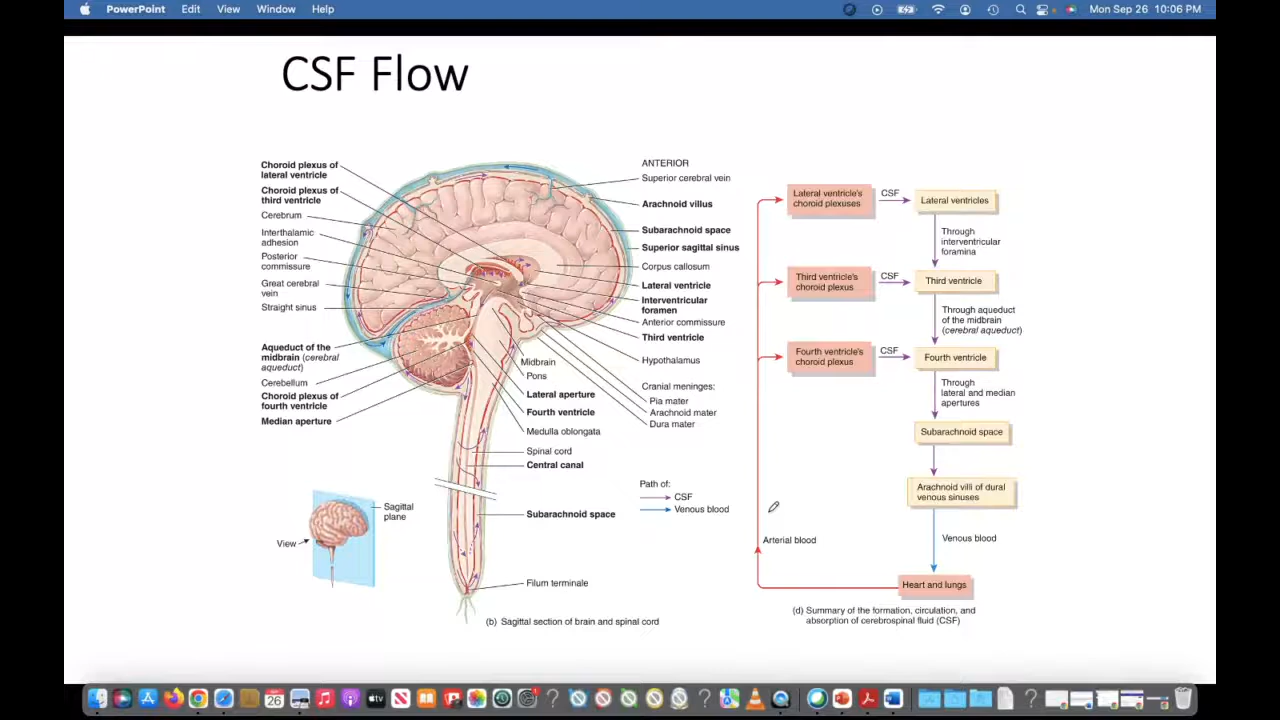 PowerPoint Edit View Window Help Mon Sep 26 10:06 PM
CSF Flow
Choroid plexus of
lateral ventricle
Choroid plexus of
third ventricle
Cerebrum
Interthalamic
adhesion
Posterior
commissure
Great cerebral
vein
Straight sinus
Aqueduct of the
midbrain (cerebral
aqueduct)
Cerebellum
Choroid plexus of
fourth ventricle
Median aperture
ANTERIOR
Superior cerebral vein
Arachnoid villus
Subarachnoid space
Superior sagittal sinus
Corpus callosum
Lateral ventricle
Interventricular
foramen
Anterior commissure
Third ventricle
Hypothalamus
Cranial meninges:
Pia mater
Arachnoid mater
Dura mater
Midbrain
Pons
Lateral aperture
Fourth ventricle
Medulla oblongata
Spinal cord
Central canal
Subarachnoid space
Filum terminale
Path of:
CSF
Venous blood
Sagittal
plane
View
(b) Sagittal section of brain and spinal cord
Lateral ventricle's
choroid plexuses
CSF
Lateral ventricles
Through
interventricular
foramina
Third ventricle's
choroid plexus
CSF
Third ventricle
Through aqueduct
of the midbrain
(cerebral aqueduct)
Fourth ventricle's
choroid plexus
CSF
Fourth ventricle
Through
lateral and median
apertures
Subarachnoid space
Arachnoid villi of dural
venous sinuses
Arterial blood
Venous blood
Heart and lungs
(d) Summary of the formation, circulation, and
absorption of cerebrospinal fluid (CSF)
SEP
26
tv